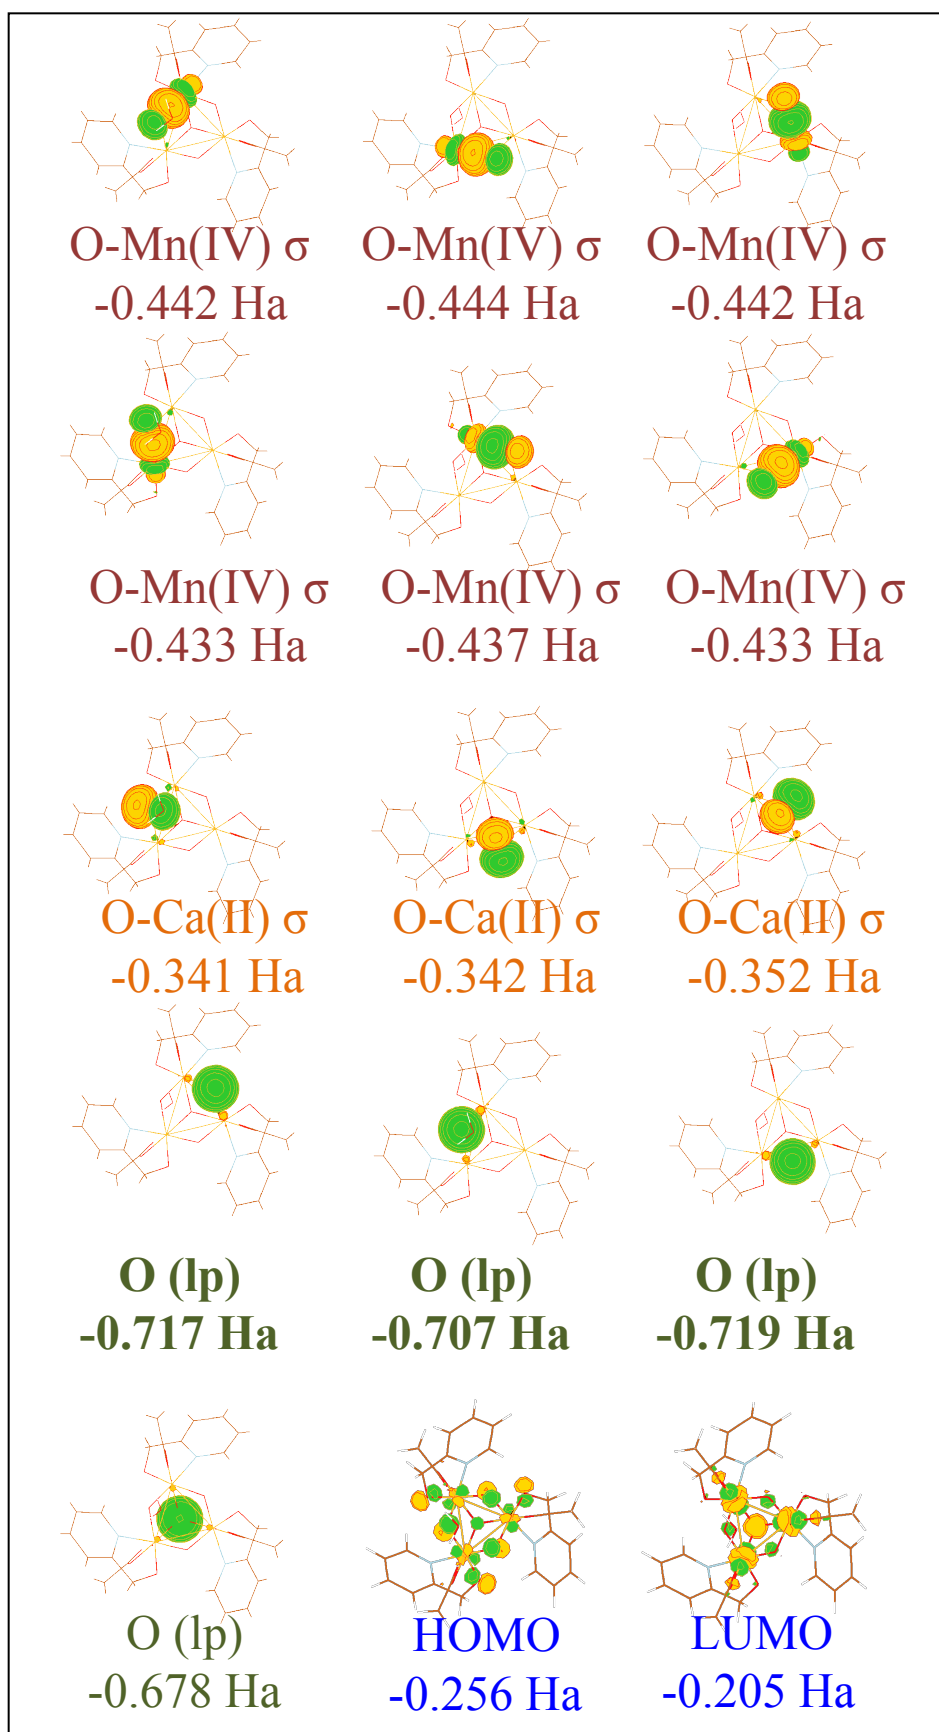 O-Mn(IV) σ O-Mn(IV) σ O-Mn(IV) σ
-0.442 Ha -0.444 Ha -0.442 Ha
O-Mn(IV) σ O-Mn(IV) σ O-Mn(IV) σ
-0.433 Ha -0.437 Ha -0.433 Ha
O-Ca(II) σ O-Ca(II) σ O-Ca(II) σ
-0.341 Ha -0.342 Ha -0.352 Ha
O (lp) O (lp) O (lp)
-0.717 Ha -0.707 Ha -0.719 Ha
O (lp) HOMO LUMO
-0.678 Ha -0.256 Ha -0.205 Ha